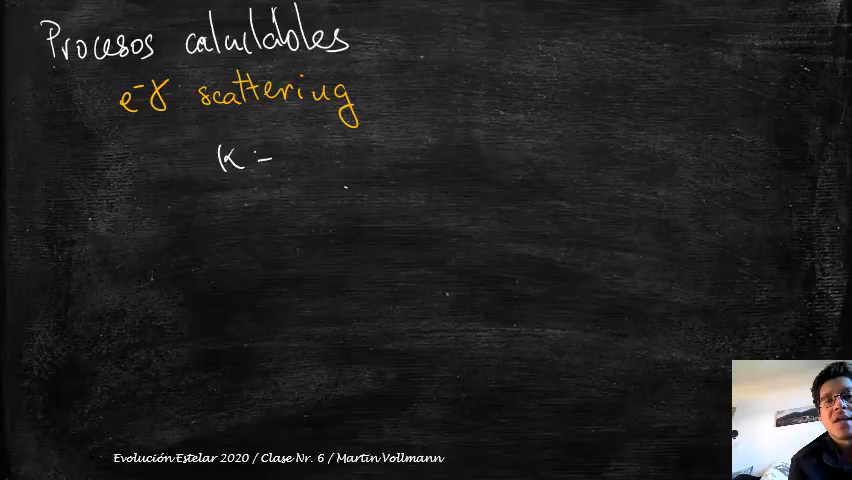 Procesos calculables
e⁻γ scattering
K =
Evolución Estelar 2020 / Clase Nr. 6 / Martin Vollmann